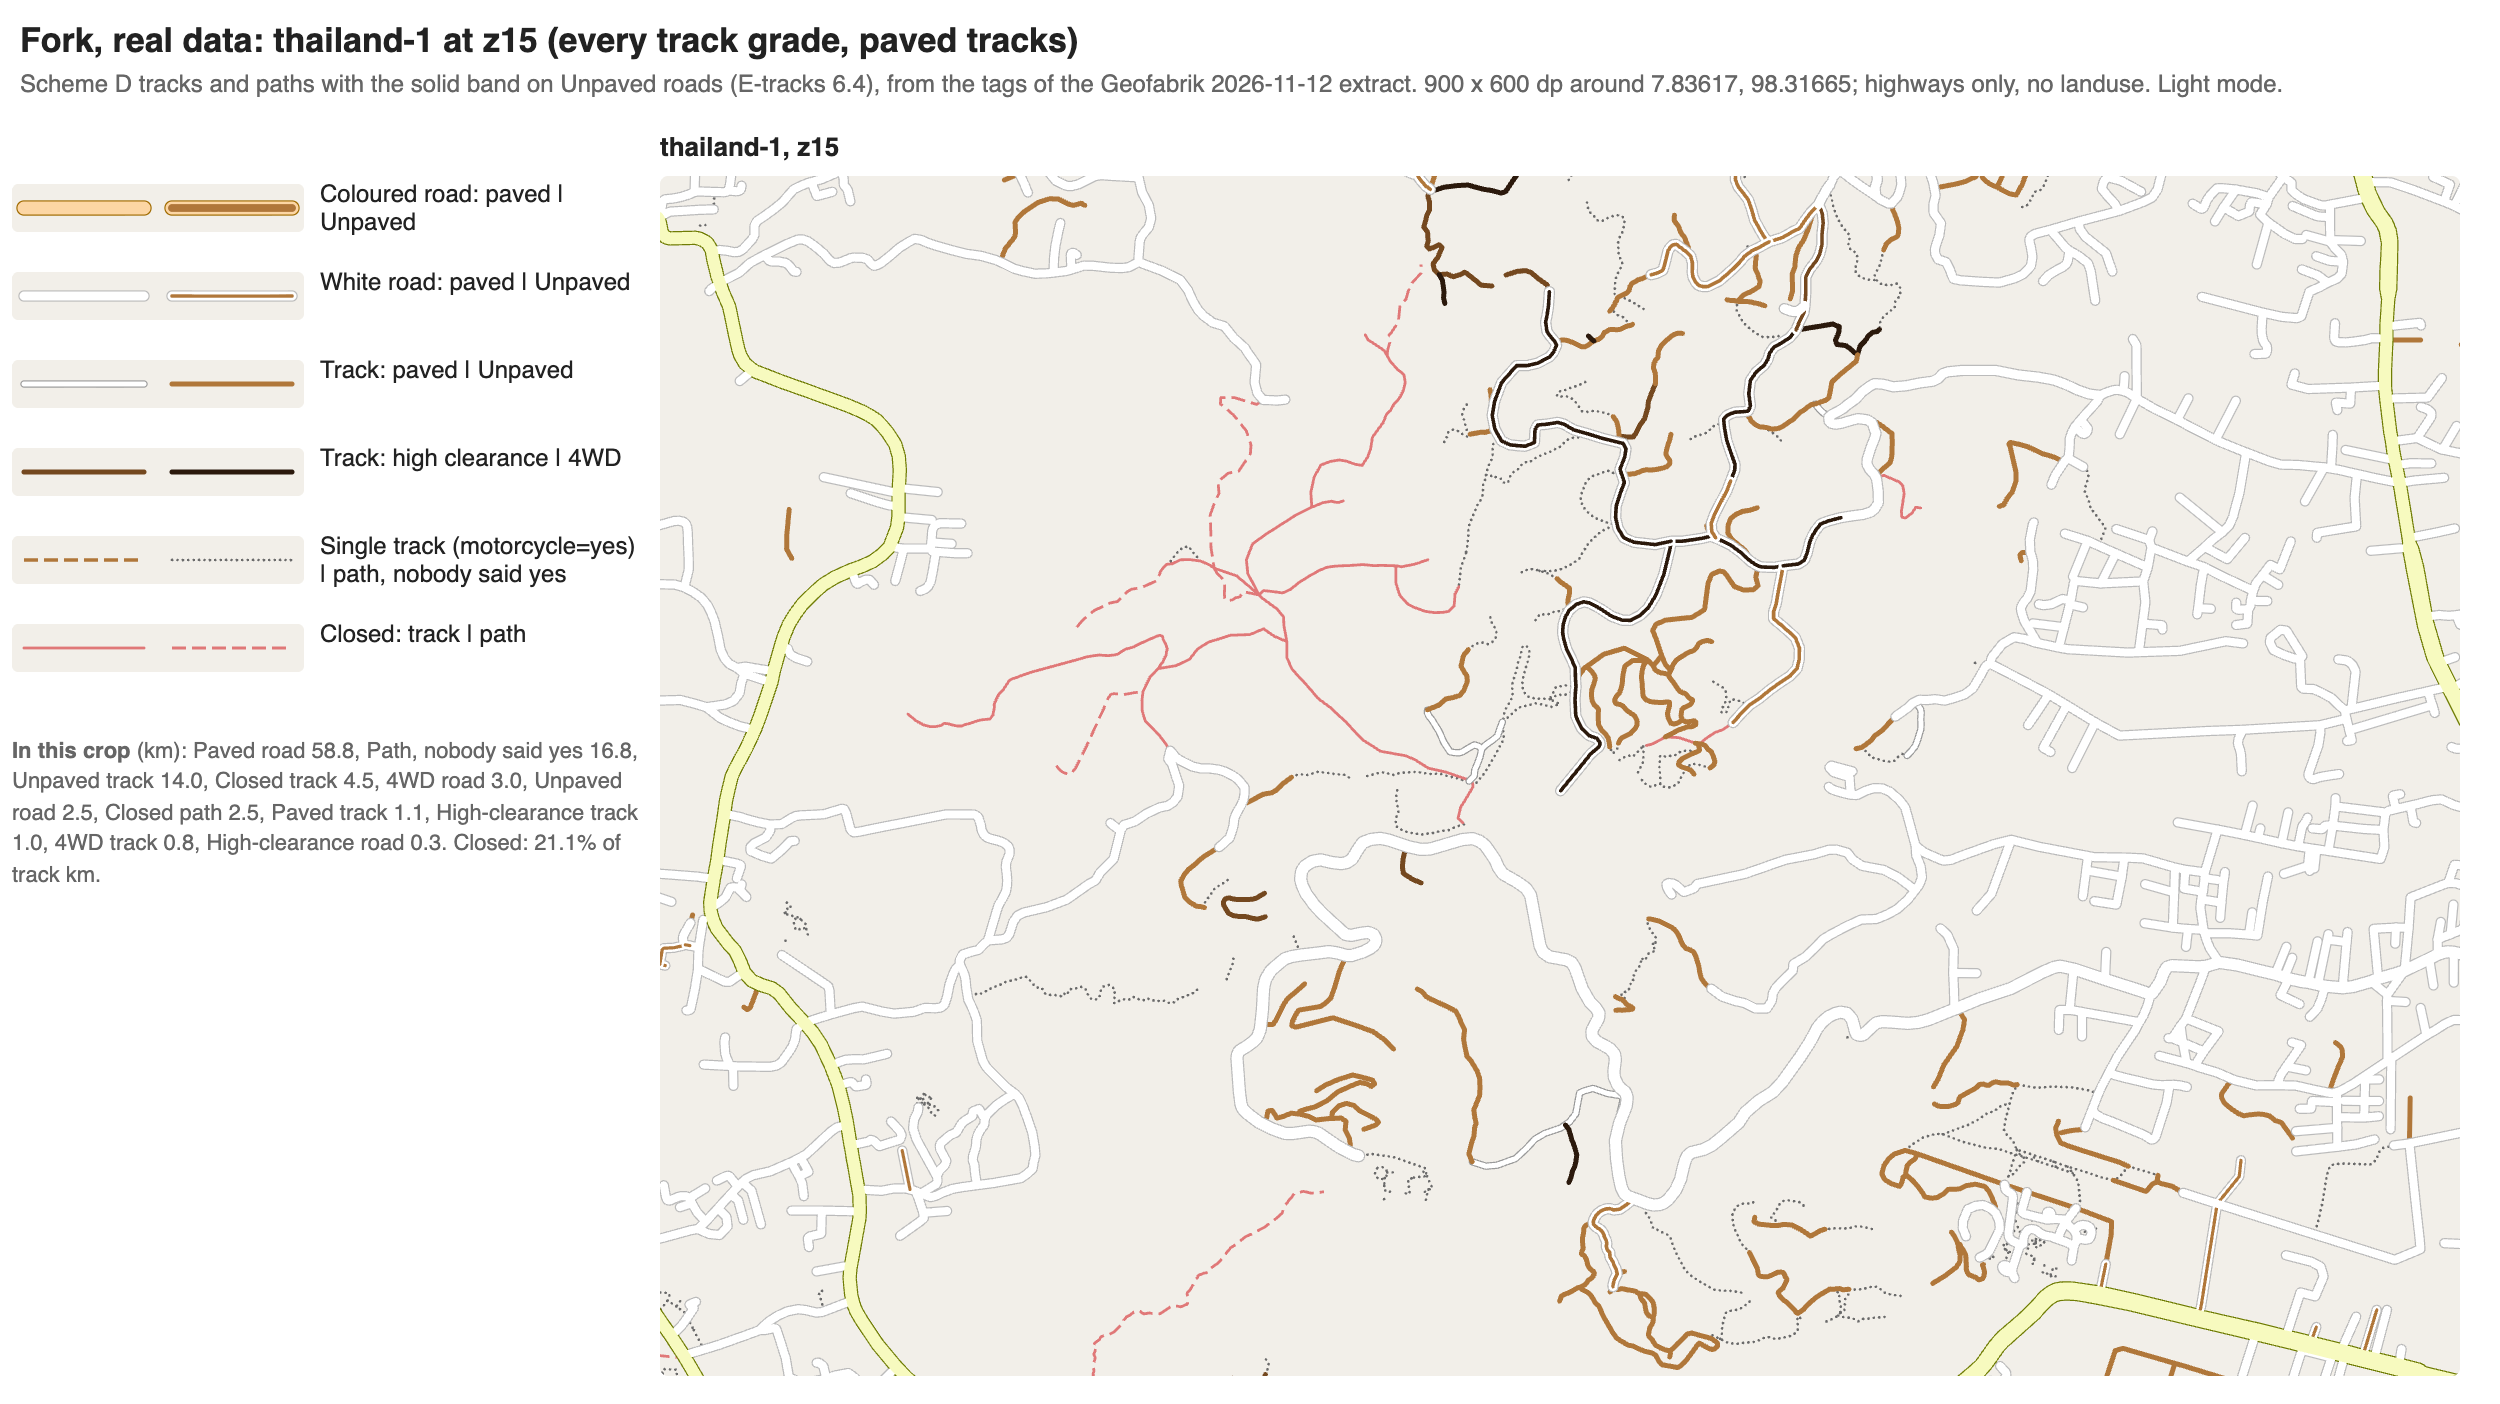 Fork, real data: thailand-1 at z15 (every track grade, paved tracks)
Scheme D tracks and paths with the solid band on Unpaved roads (E-tracks 6.4), from the tags of the Geofabrik 2026-11-12 extract. 900 x 600 dp around 7.83617, 98.31665; highways only, no landuse. Light mode.
thailand-1, z15
Coloured road: paved |
Unpaved
White road: paved | Unpaved
Track: paved | Unpaved
Track: high clearance | 4WD
Single track (motorcycle=yes)
| path, nobody said yes
Closed: track | path
In this crop (km): Paved road 58.8, Path, nobody said yes 16.8,
Unpaved track 14.0, Closed track 4.5, 4WD road 3.0, Unpaved
road 2.5, Closed path 2.5, Paved track 1.1, High-clearance track
1.0, 4WD track 0.8, High-clearance road 0.3. Closed: 21.1% of
track km.